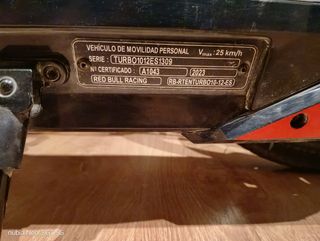 VEHÍCULO DE MOVILIDAD PERSONAL Vmax: 25 km/h
SERIE: TURBO1012ES1309
Nº CERTIFICADO: A1043 2023
RED BULL RACING RB-RTENTURBO10-12-ES